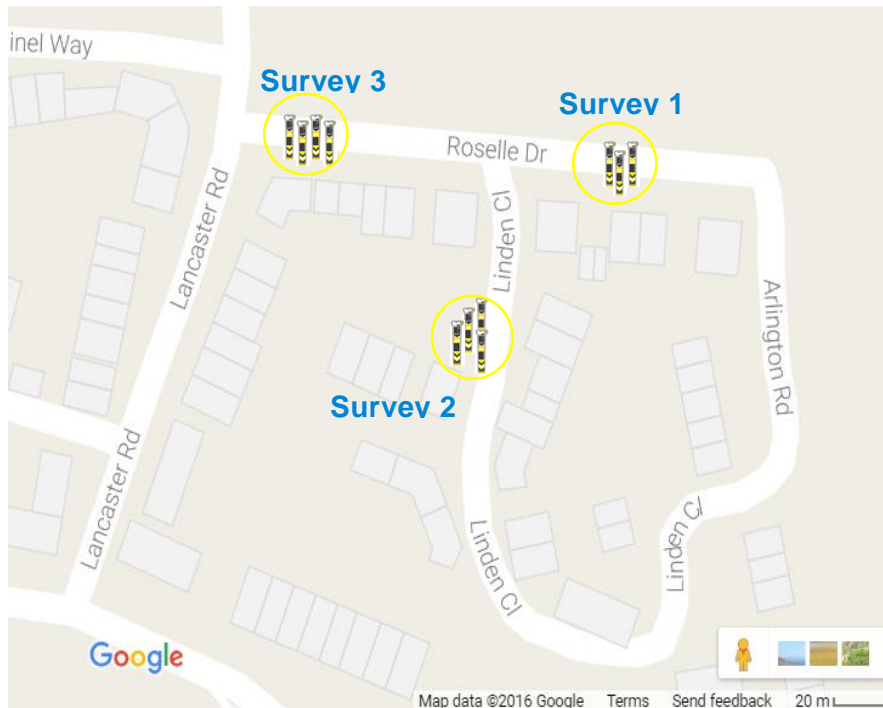 inel Way
Survey 3
Survey 1
Roselle Dr
Linden Cl
Lancaster Rd
Arlington Rd
Survey 2
Lancaster Rd
Linden Cl
Linden Cl
Google
Map data ©2016 Google Terms Send feedback 20 m